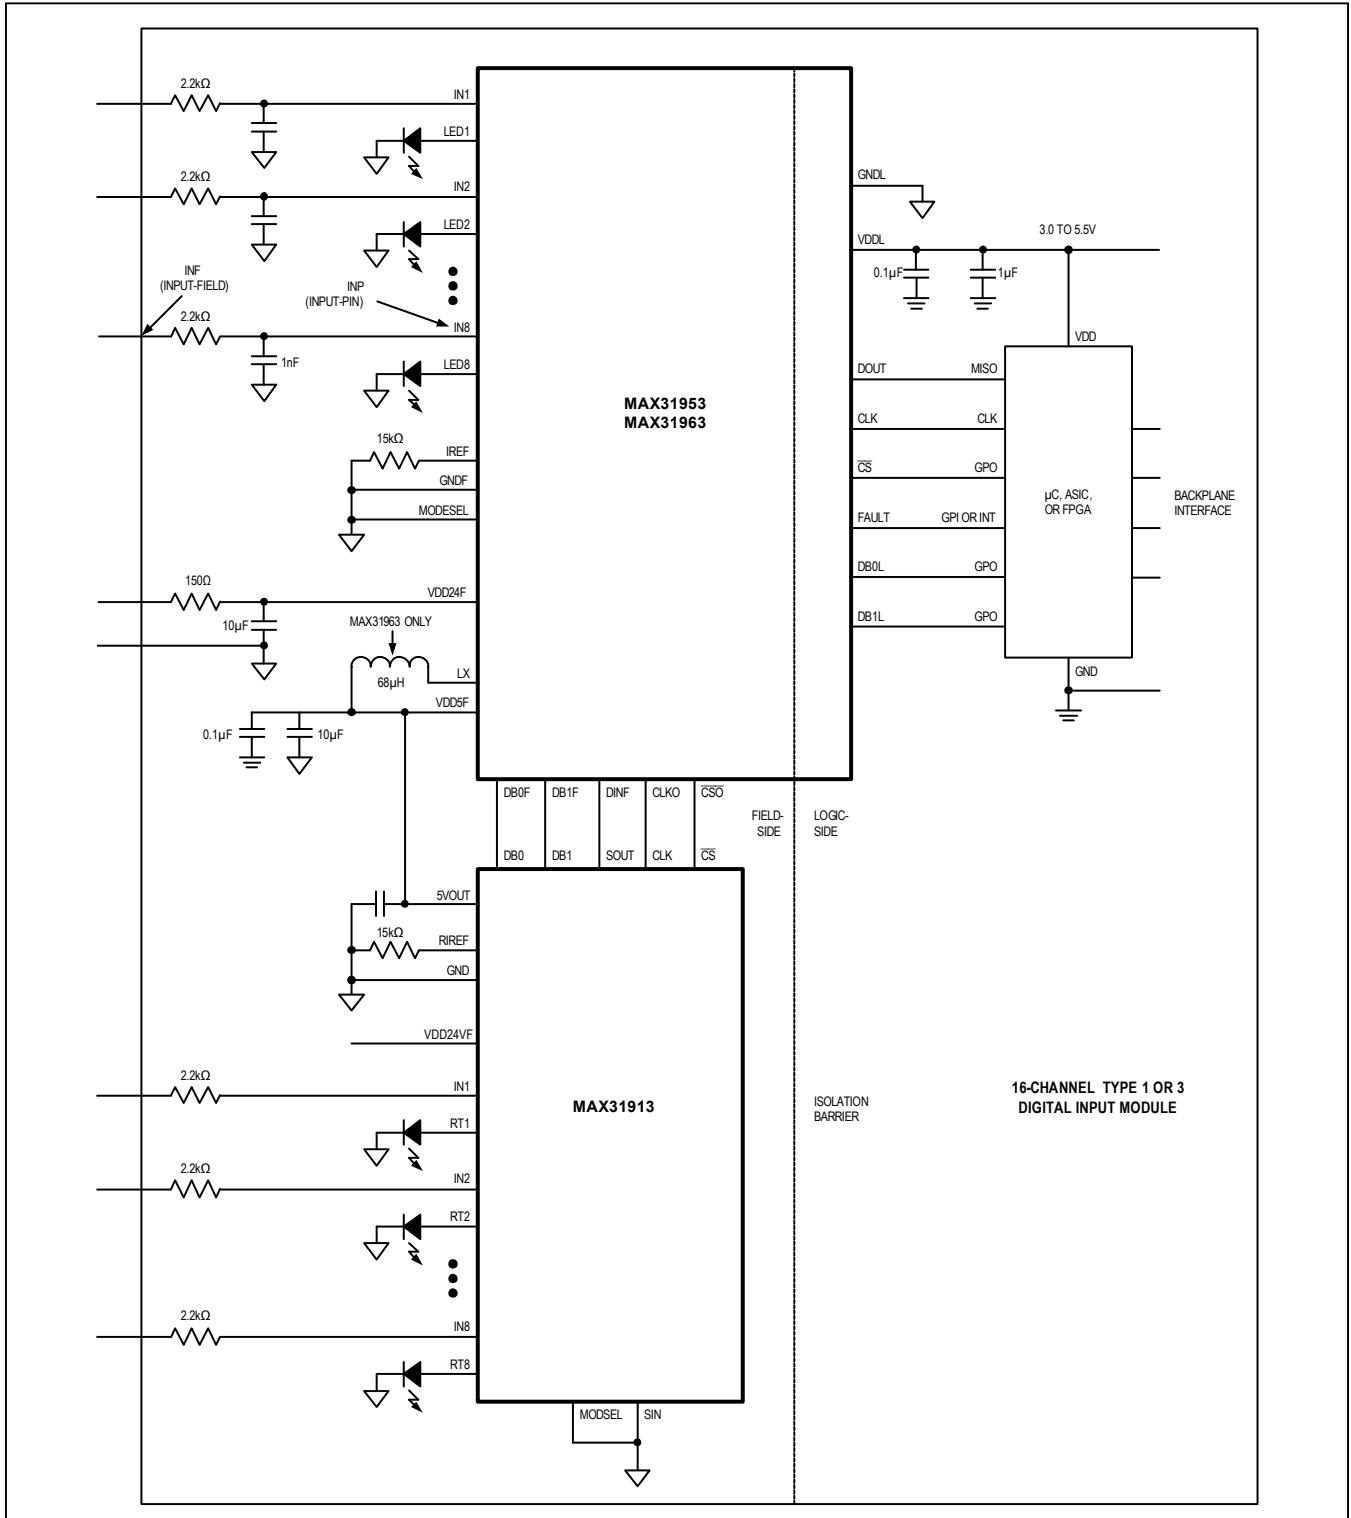 2.2kΩ
IN1
LED1
2.2kΩ
IN2
LED2
INF
(INPUT-FIELD)
INP
(INPUT-PIN)
2.2kΩ
IN8
1nF
LED8
MAX31953
MAX31963
15kΩ
IREF
GNDF
MODESEL
150Ω
VDD24F
10µF
MAX31963 ONLY
LX
68µH
VDD5F
0.1µF
10µF
GNDL
VDDL
3.0 TO 5.5V
0.1µF
1µF
VDD
DOUT
MISO
CLK
CLK
CS
GPO
FAULT
GPI OR INT
DB0L
GPO
DB1L
GPO
µC, ASIC,
OR FPGA
BACKPLANE
INTERFACE
GND
DB0F
DB1F
DINF
CLKO
CSO
FIELD-
SIDE
LOGIC-
SIDE
DB0
DB1
SOUT
CLK
CS
5VOUT
15kΩ
RIREF
GND
VDD24VF
2.2kΩ
IN1
RT1
2.2kΩ
IN2
RT2
2.2kΩ
IN8
RT8
MAX31913
ISOLATION
BARRIER
16-CHANNEL TYPE 1 OR 3
DIGITAL INPUT MODULE
MODSEL
SIN